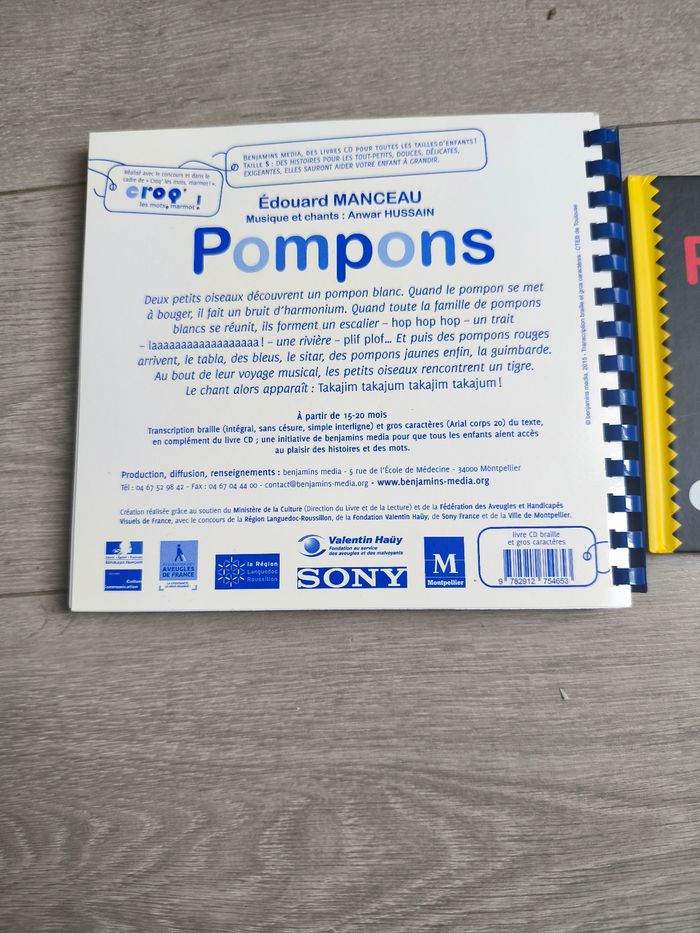 BENJAMINS MEDIA, DES LIVRES CD POUR TOUTES LES TAILLES D'ENFANTS !
TAILLE S : DES HISTOIRES POUR LES TOUT-PETITS, DOUCES, DÉLICATES,
EXIGEANTES, ELLES SAURONT AIDER VOTRE ENFANT À GRANDIR.
Réalisé avec le concours et dans le
cadre de « Croq' les mots, marmot ! »,
croq'
les mots, marmot !
Édouard MANCEAU
Musique et chants : Anwar HUSSAIN
Pompons
Deux petits oiseaux découvrent un pompon blanc. Quand le pompon se met
à bouger, il fait un bruit d'harmonium. Quand toute la famille de pompons
blancs se réunit, ils forment un escalier – hop hop hop – un trait
– laaaaaaaaaaaaaaaaaa ! – une rivière – plif plof... Et puis des pompons rouges
arrivent, le tabla, des bleus, le sitar, des pompons jaunes enfin, la guimbarde.
Au bout de leur voyage musical, les petits oiseaux rencontrent un tigre.
Le chant alors apparaît : Takajim takajum takajim takajum !
À partir de 15-20 mois
Transcription braille (intégral, sans césure, simple interligne) et gros caractères (Arial corps 20) du texte,
en complément du livre CD ; une initiative de benjamins media pour que tous les enfants aient accès
au plaisir des histoires et des mots.
Production, diffusion, renseignements : benjamins media - 5 rue de l'École de Médecine - 34000 Montpellier
Tél : 04 67 52 98 42 - Fax : 04 67 04 44 00 - contact@benjamins-media.org - www.benjamins-media.org
Création réalisée grâce au soutien du Ministère de la Culture (Direction du Livre et de la Lecture) et de la Fédération des Aveugles et Handicapés
Visuels de France, avec le concours de la Région Languedoc-Roussillon, de la Fondation Valentin Haüy, de Sony France et de la Ville de Montpellier.
Culture
Communication
AVEUGLES
DE FRANCE
la Région
Languedoc
Roussillon
Valentin Haüy
Fondation au service
des aveugles et des malvoyants
SONY
M
Montpellier
livre CD braille
et gros caractères
9 782912 754653
© benjamins media, 2015 - Transcription braille et gros caractères : CTEB de Toulouse